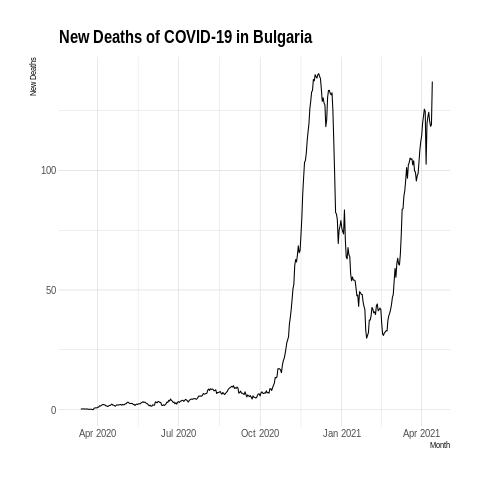 New Deaths of COVID-19 in Bulgaria
New Deaths
100
50
0
Apr 2020 Jul 2020 Oct 2020 Jan 2021 Apr 2021
Month